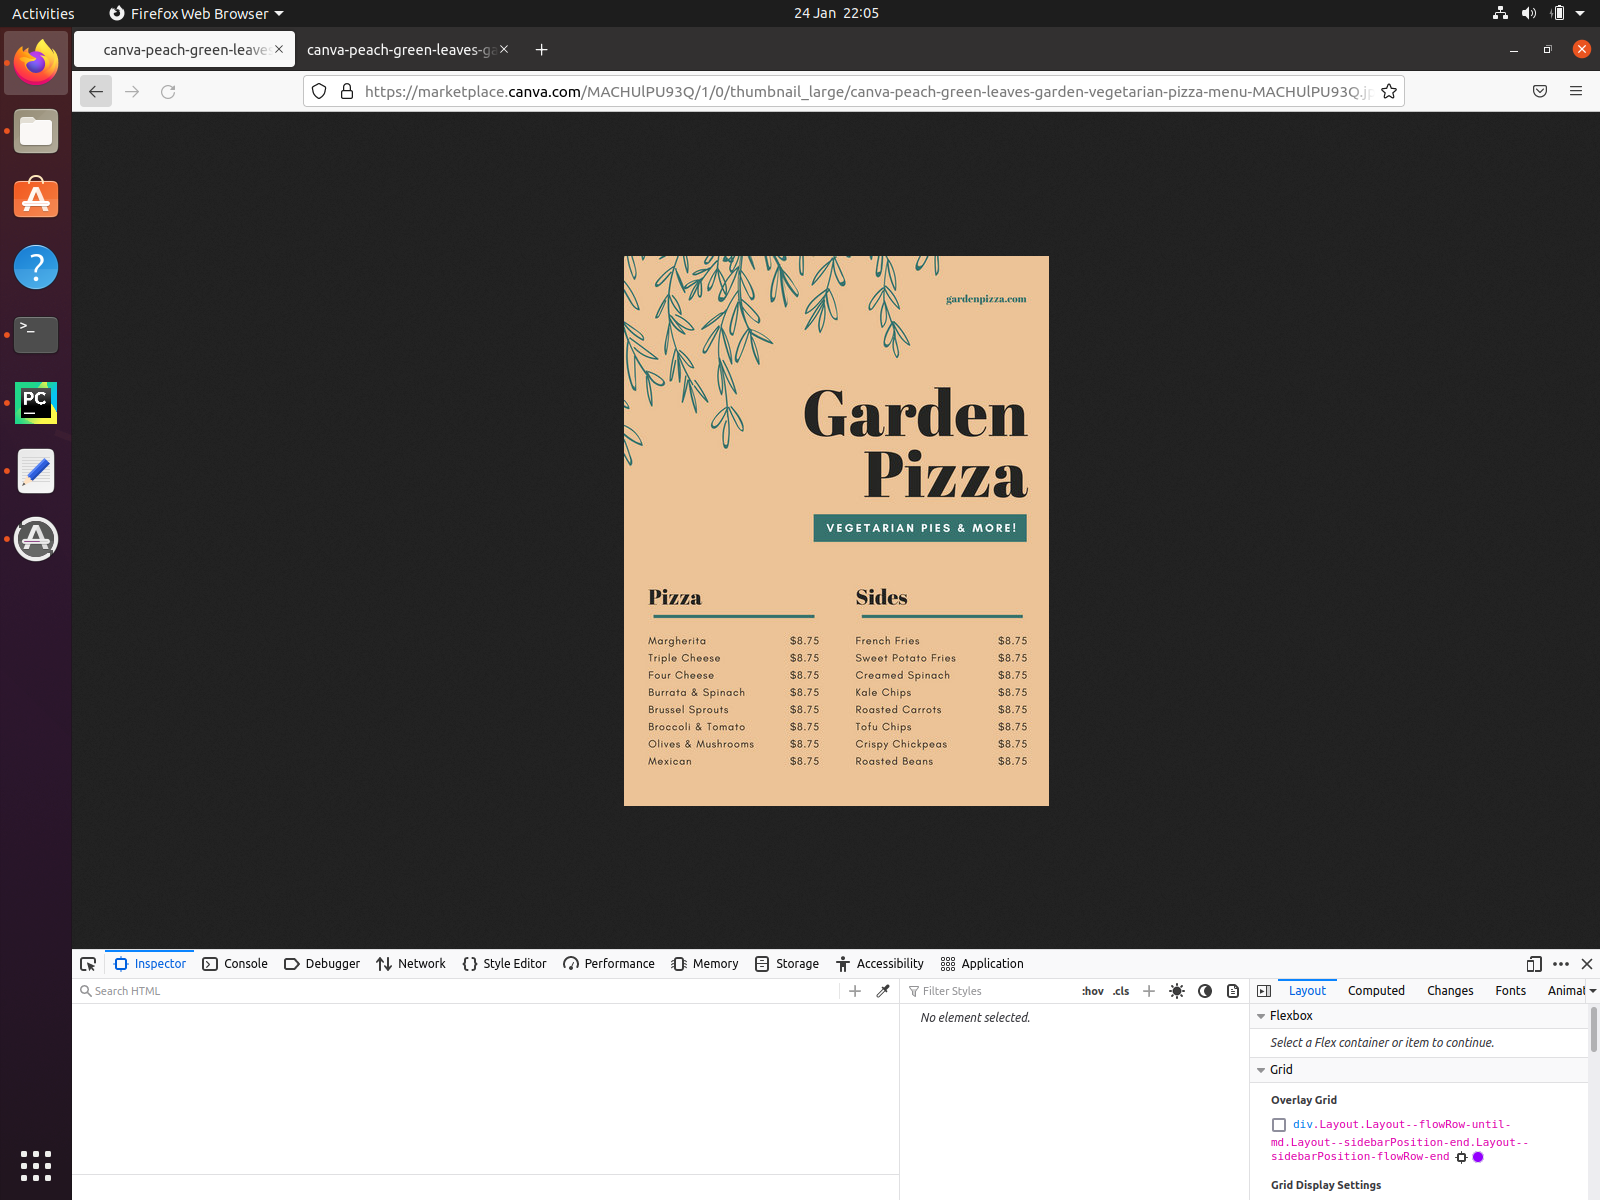 Activities
Firefox Web Browser
24 Jan 22:05
canva-peach-green-leaves
canva-peach-green-leaves-ga
https://marketplace.canva.com/MACHUlPU93Q/1/0/thumbnail_large/canva-peach-green-leaves-garden-vegetarian-pizza-menu-MACHUlPU93Q.jp
gardenpizza.com
Garden
Pizza
VEGETARIAN PIES & MORE!
Pizza
Margherita $8.75
Triple Cheese $8.75
Four Cheese $8.75
Burrata & Spinach $8.75
Brussel Sprouts $8.75
Broccoli & Tomato $8.75
Olives & Mushrooms $8.75
Mexican $8.75
Sides
French Fries $8.75
Sweet Potato Fries $8.75
Creamed Spinach $8.75
Kale Chips $8.75
Roasted Carrots $8.75
Tofu Chips $8.75
Crispy Chickpeas $8.75
Roasted Beans $8.75
Inspector Console Debugger Network Style Editor Performance Memory Storage Accessibility Application
Search HTML
Filter Styles
:hov .cls
No element selected.
Layout Computed Changes Fonts Animat
Flexbox
Select a Flex container or item to continue.
Grid
Overlay Grid
div.Layout.Layout--flowRow-until-
md.Layout--sidebarPosition-end.Layout--
sidebarPosition-flowRow-end
Grid Display Settings
>_
PC